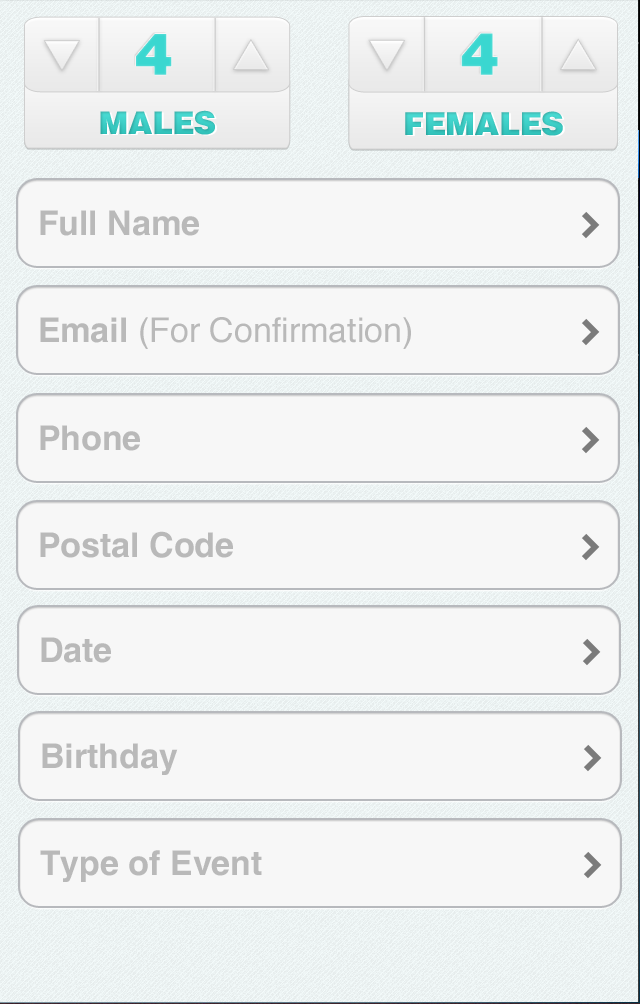 4
4
MALES
FEMALES
Full Name
Email (For Confirmation)
Phone
Postal Code
Date
Birthday
Type of Event